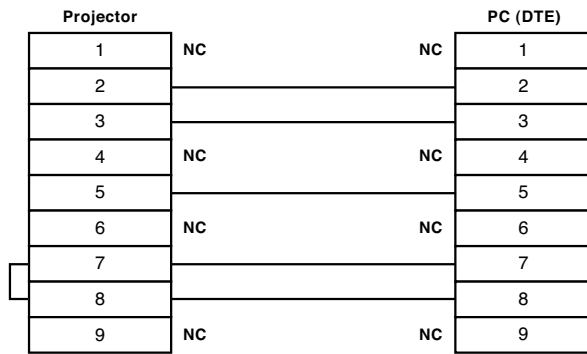 Projector PC (DTE)
1 NC NC 1
2 2
3 3
4 NC NC 4
5 5
6 NC NC 6
7 7
8 8
9 NC NC 9